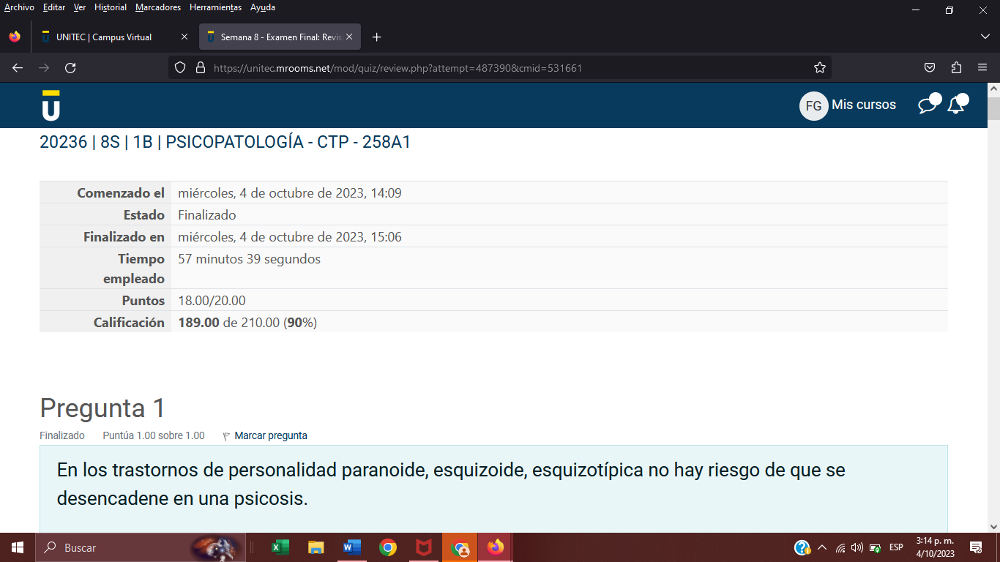 Archivo Editar Ver Historial Marcadores Herramientas Ayuda
UNITEC | Campus Virtual
Semana 8 - Examen Final: Revis
https://unitec.mrooms.net/mod/quiz/review.php?attempt=487390&cmid=531661
U
FG Mis cursos
20236 | 8S | 1B | PSICOPATOLOGÍA - CTP - 258A1
Comenzado el miércoles, 4 de octubre de 2023, 14:09
Estado Finalizado
Finalizado en miércoles, 4 de octubre de 2023, 15:06
Tiempo 57 minutos 39 segundos
empleado
Puntos 18.00/20.00
Calificación 189.00 de 210.00 (90%)
Pregunta 1
Finalizado Puntúa 1.00 sobre 1.00 Marcar pregunta
En los trastornos de personalidad paranoide, esquizoide, esquizotípica no hay riesgo de que se
desencadene en una psicosis.
Buscar
ESP
3:14 p. m.
4/10/2023